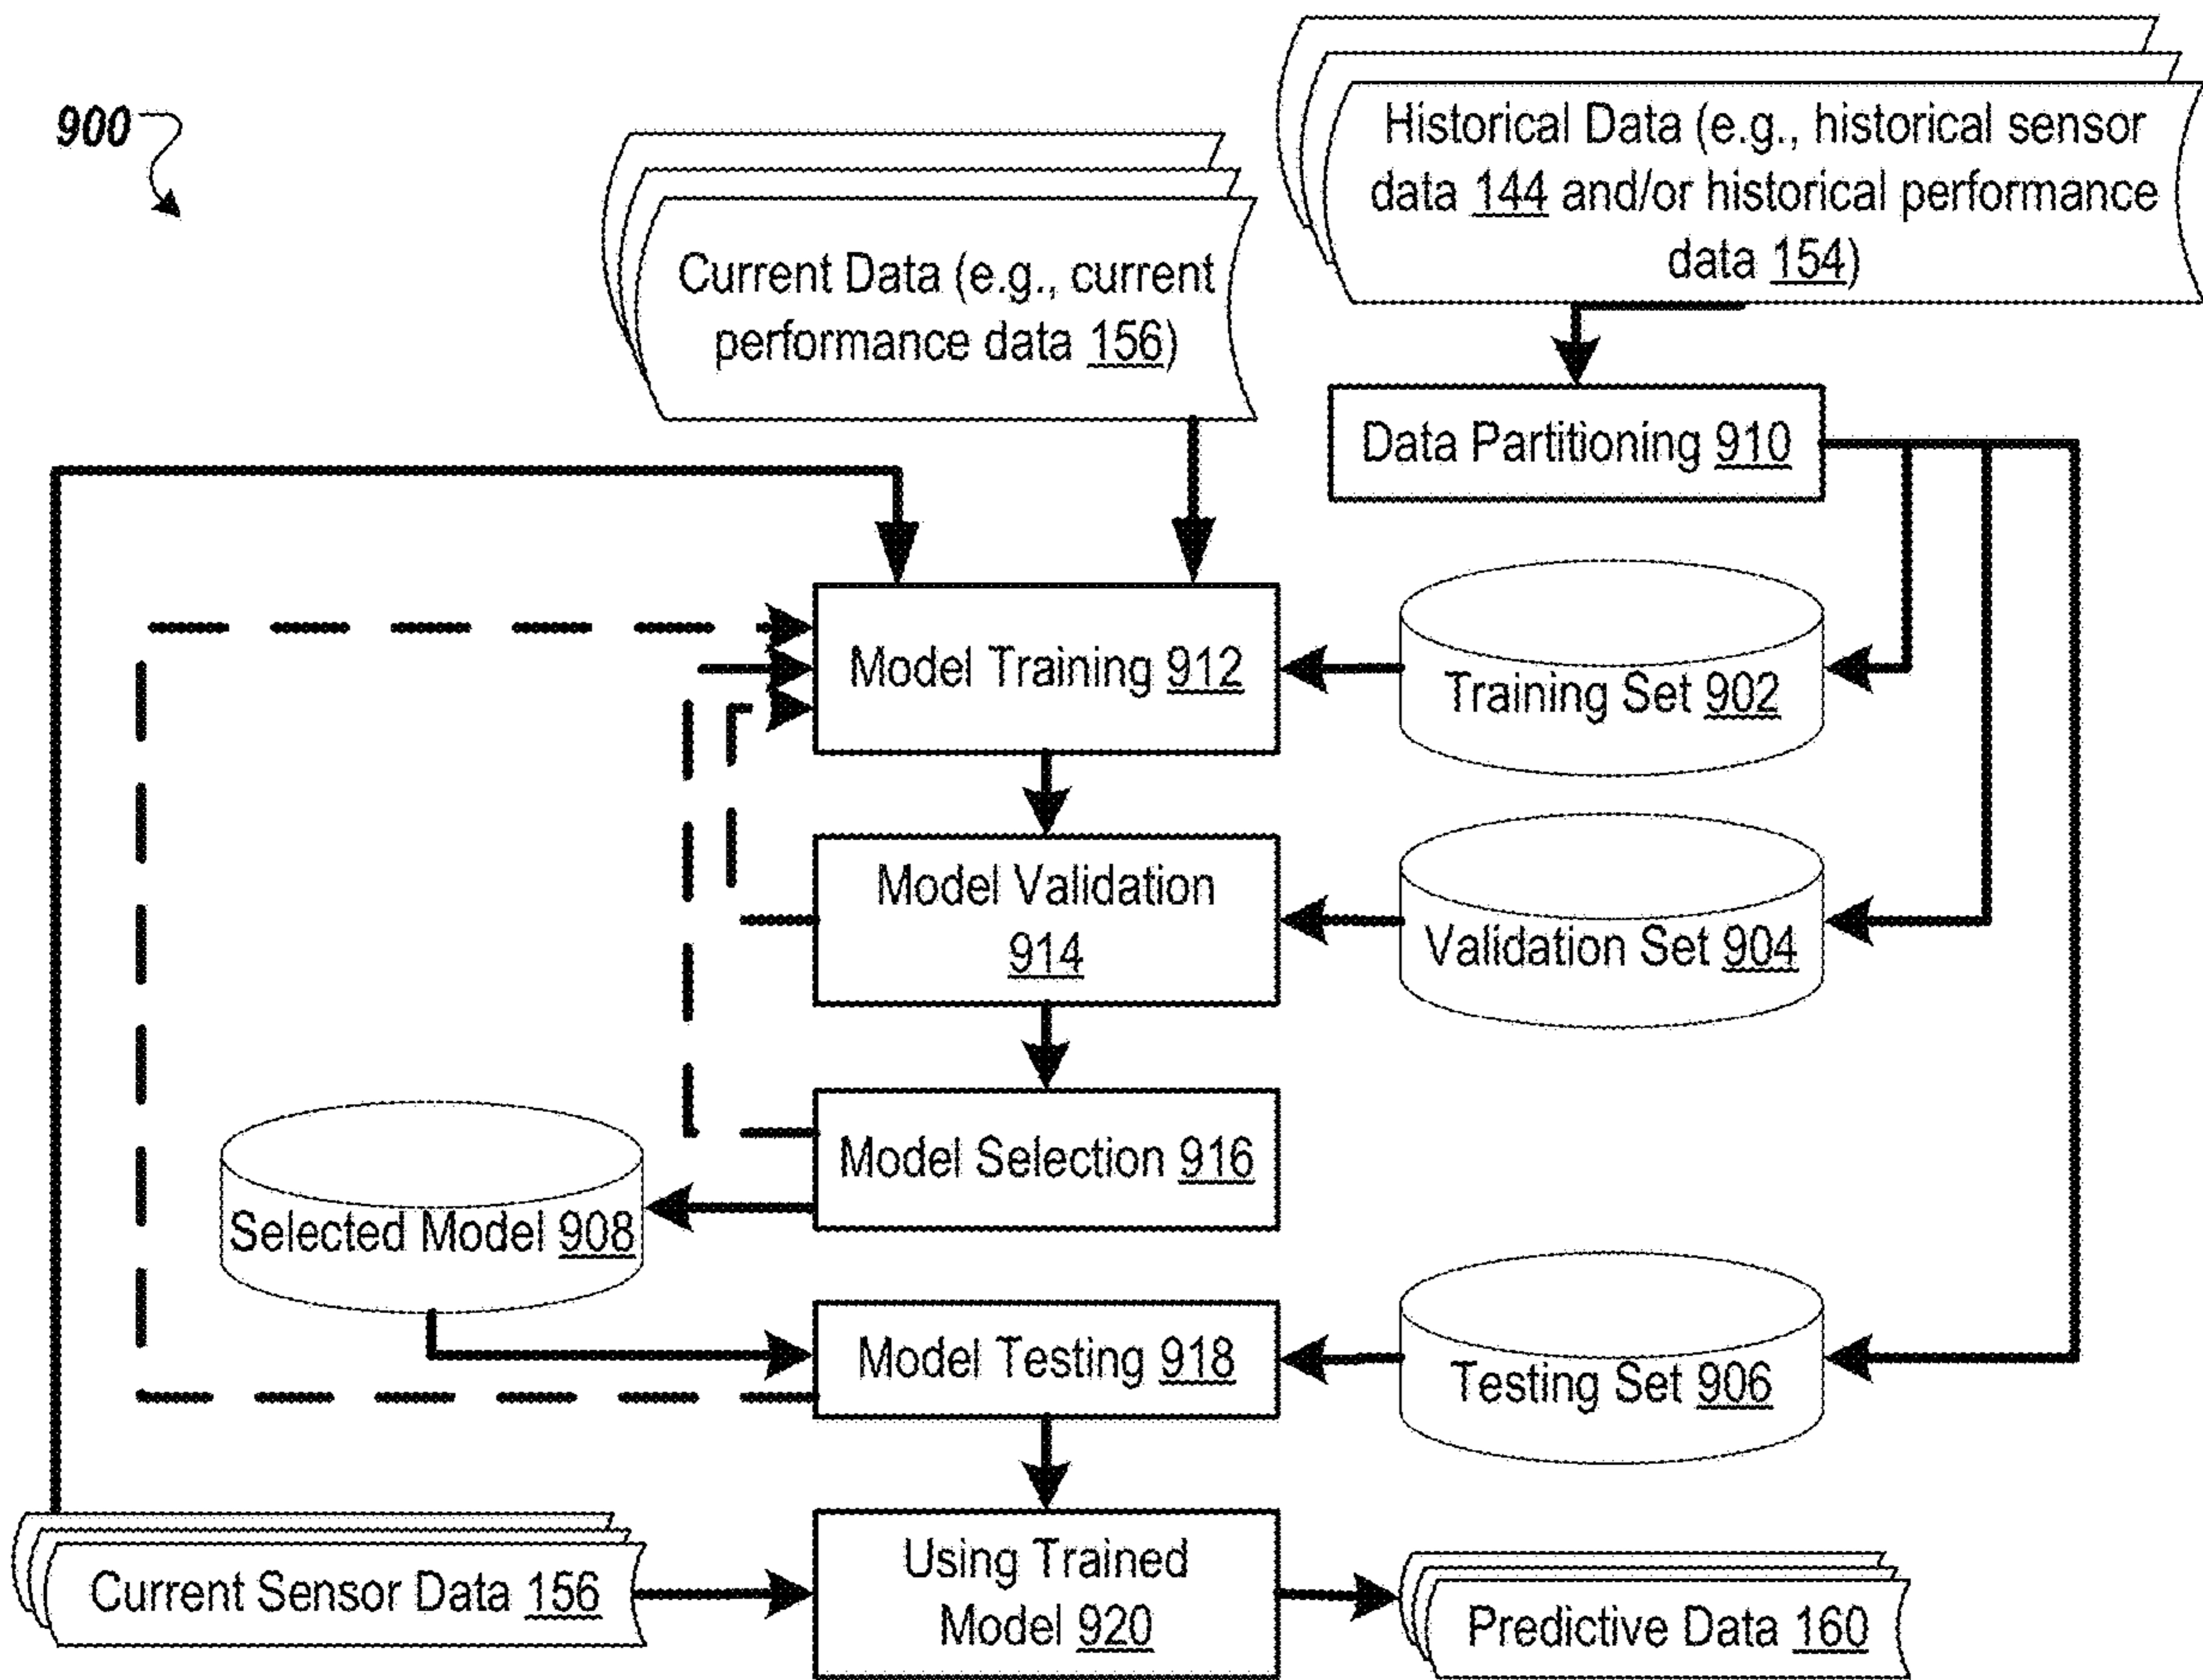 900
Historical Data (e.g., historical sensor
data 144 and/or historical performance
data 154)
Current Data (e.g., current
performance data 156)
Data Partitioning 910
Model Training 912
Training Set 902
Model Validation
914
Validation Set 904
Model Selection 916
Selected Model 908
Model Testing 918
Testing Set 906
Current Sensor Data 156
Using Trained
Model 920
Predictive Data 160